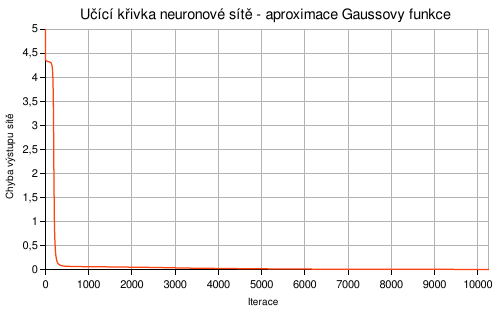 Učící křivka neuronové sítě - aproximace Gaussovy funkce
Chyba výstupu sítě
5
4,5
4
3,5
3
2,5
2
1,5
1
0,5
0
0 1000 2000 3000 4000 5000 6000 7000 8000 9000 10000
Iterace